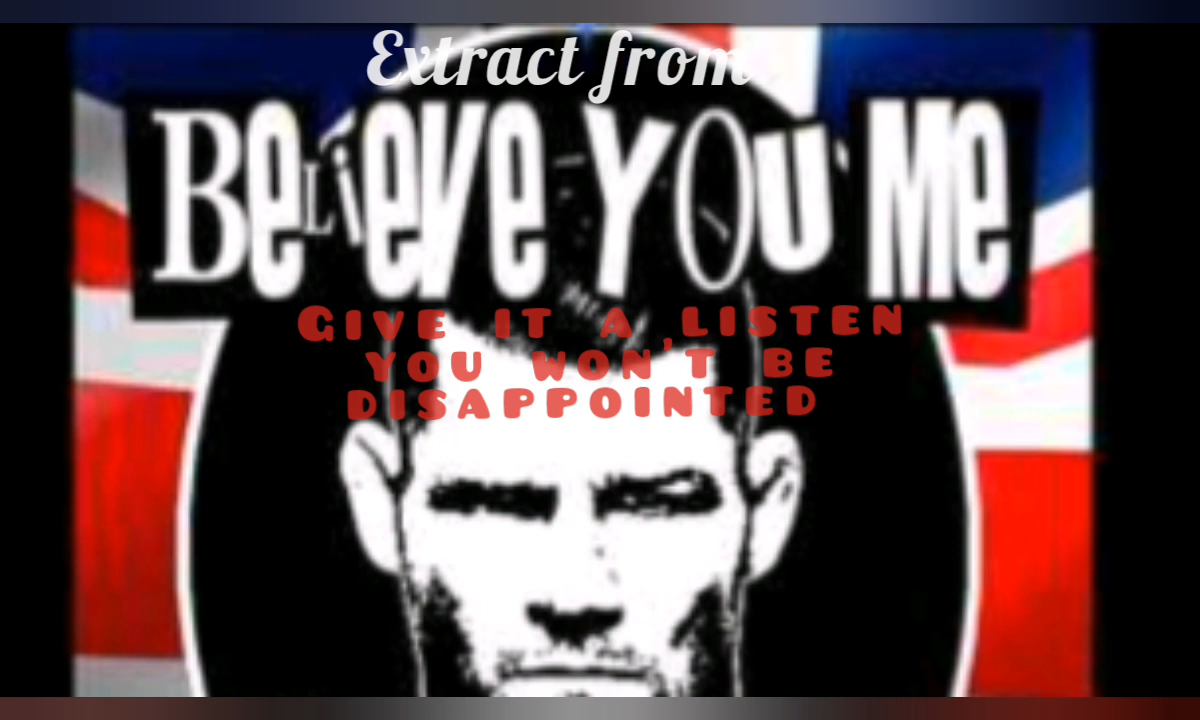 Extract from
BeLieve YOu Me
Give it a listen
you won't be
disappointed